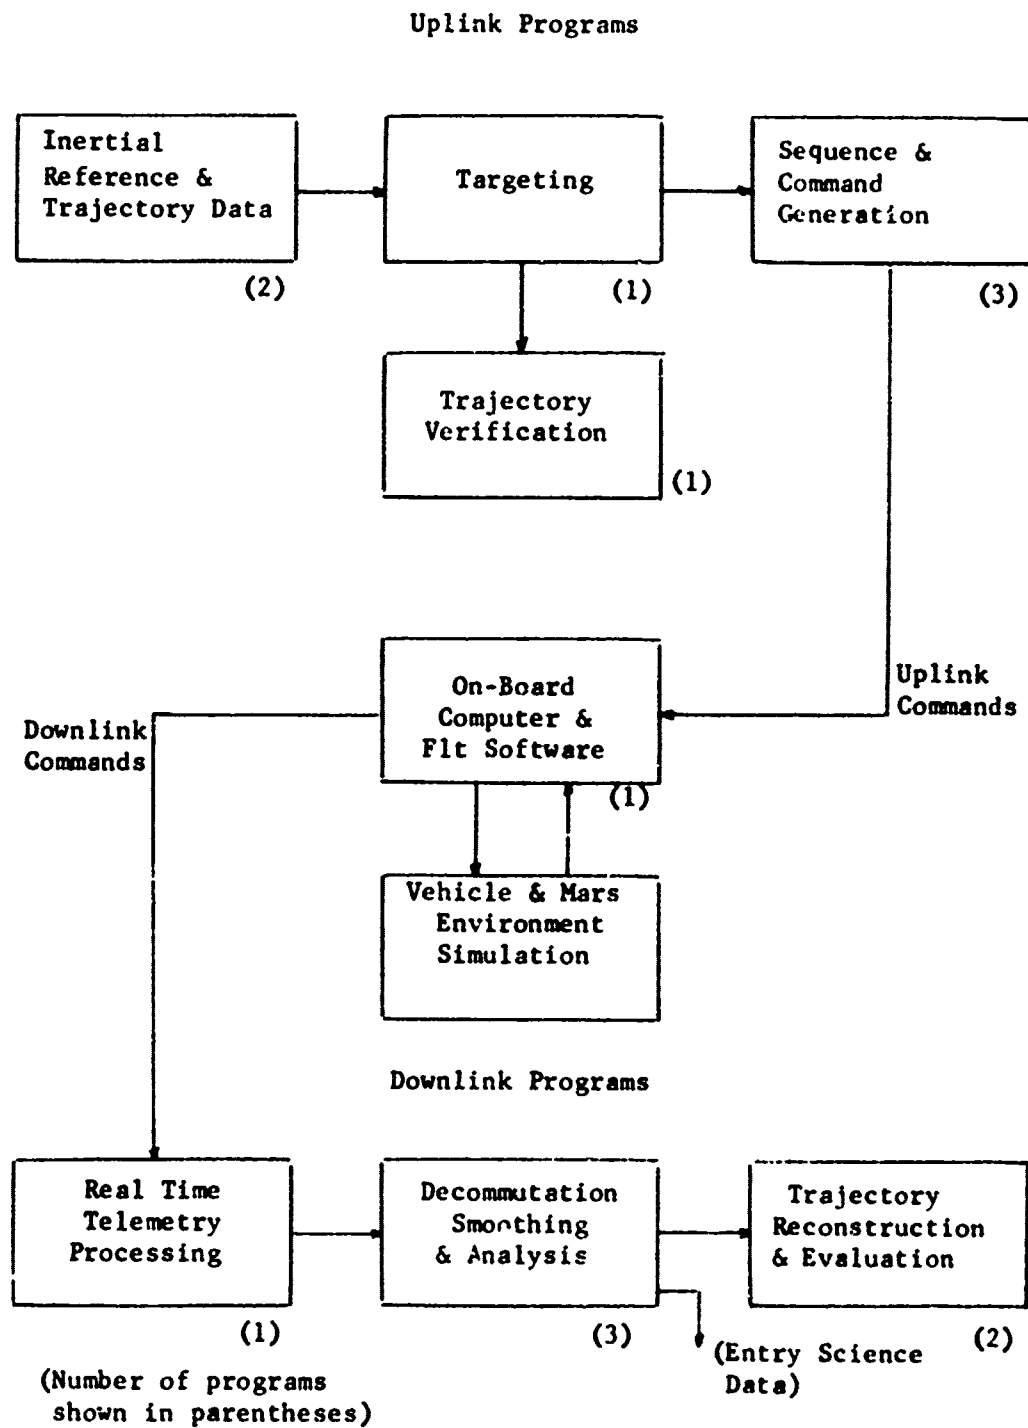 Uplink Programs
Inertial
Reference &
Trajectory Data
(2)
Targeting
(1)
Sequence &
Command
Generation
(3)
Trajectory
Verification
(1)
Uplink
Commands
On-Board
Computer &
Flt Software
(1)
Downlink
Commands
Vehicle & Mars
Environment
Simulation
Downlink Programs
Real Time
Telemetry
Processing
(1)
Decommutation
Smoothing
& Analysis
(3)
Trajectory
Reconstruction
& Evaluation
(2)
(Entry Science
Data)
(Number of programs
shown in parentheses)